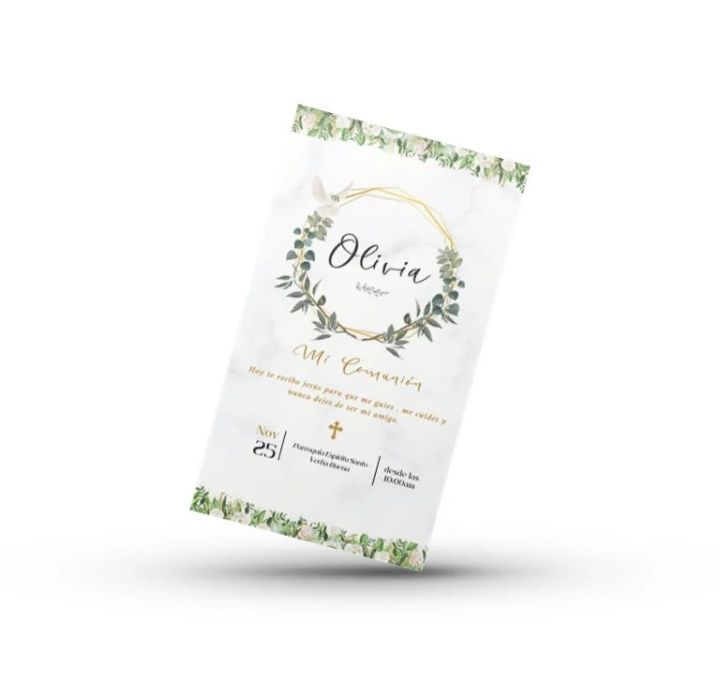 Olivia
Mi Comunión
Hoy te recibo jesús para que me guíes , me cuides y
nunca dejes de ser mi amigo.
Nov
25
Parroquia Espíritu Santo
Yerba Buena
desde las
10:00am